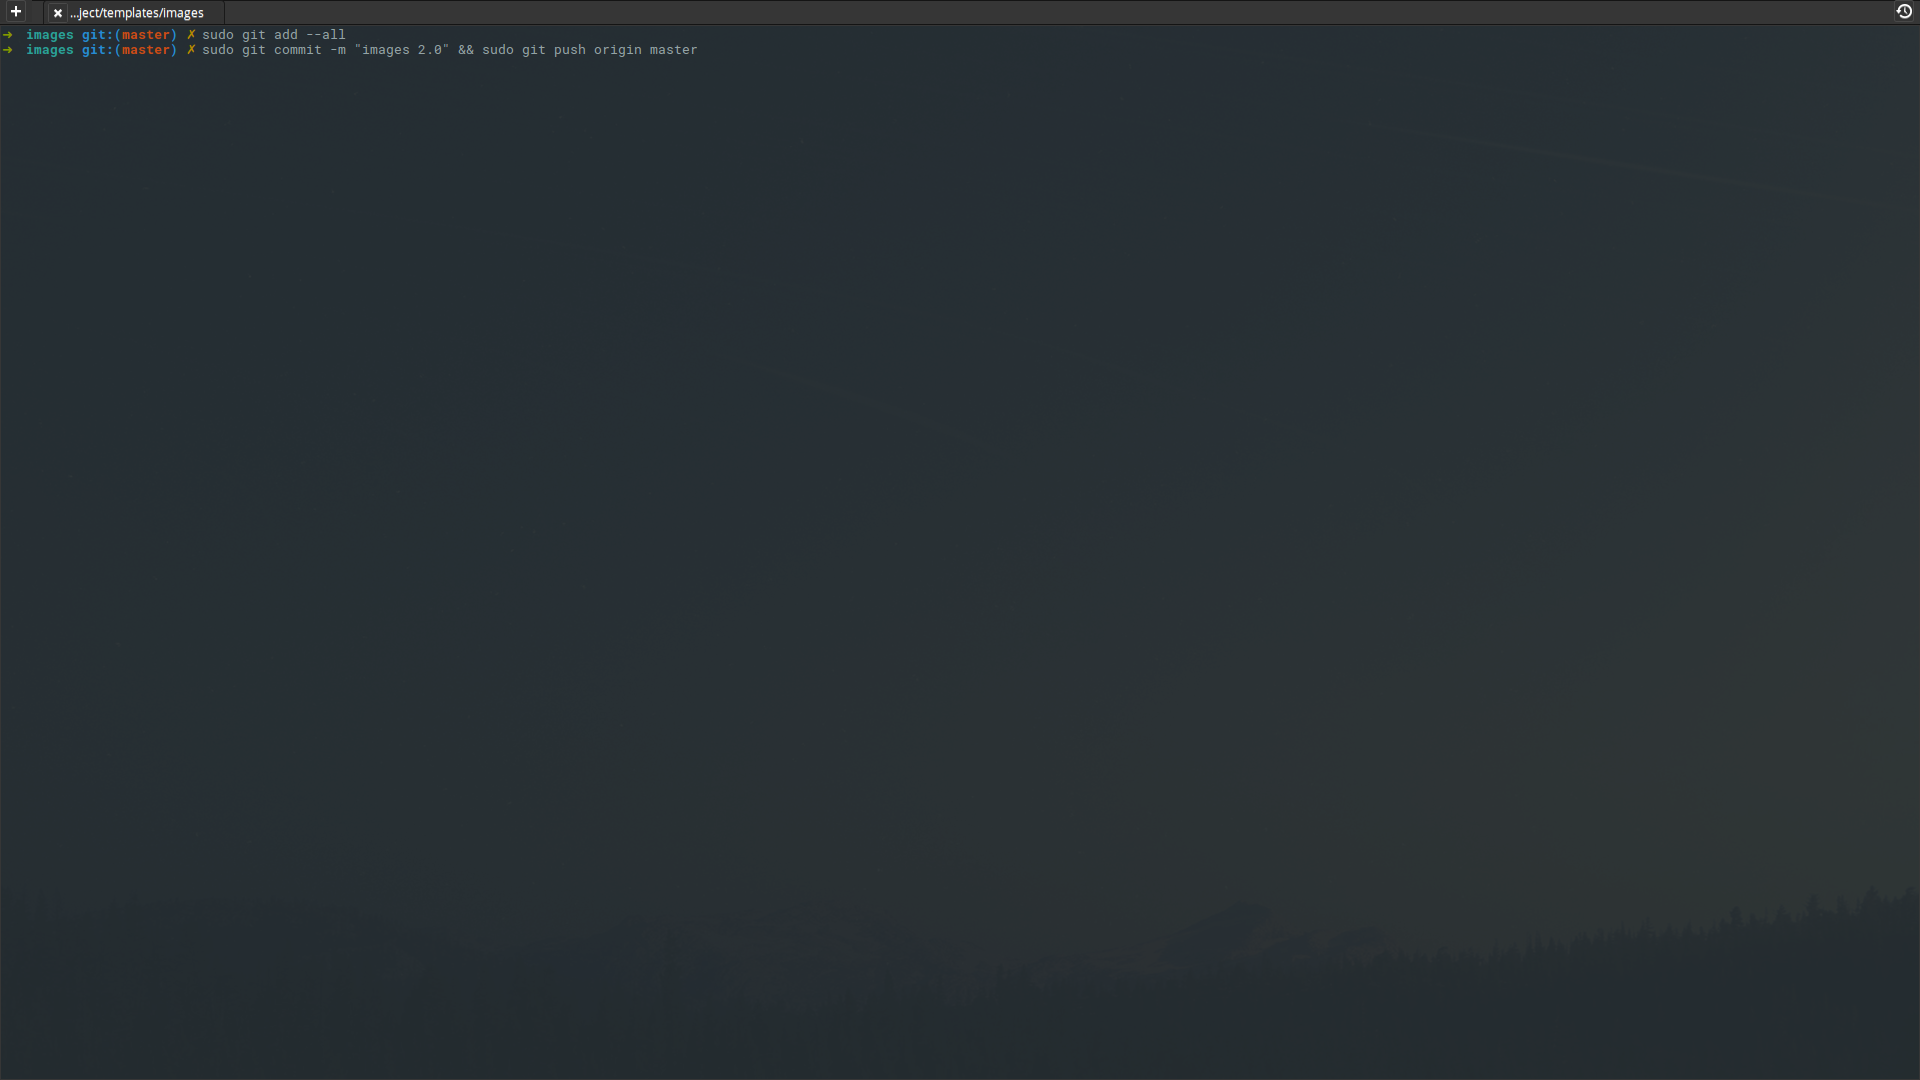 ...ject/templates/images
➜ images git:(master) ✗ sudo git add --all
➜ images git:(master) ✗ sudo git commit -m "images 2.0" && sudo git push origin master